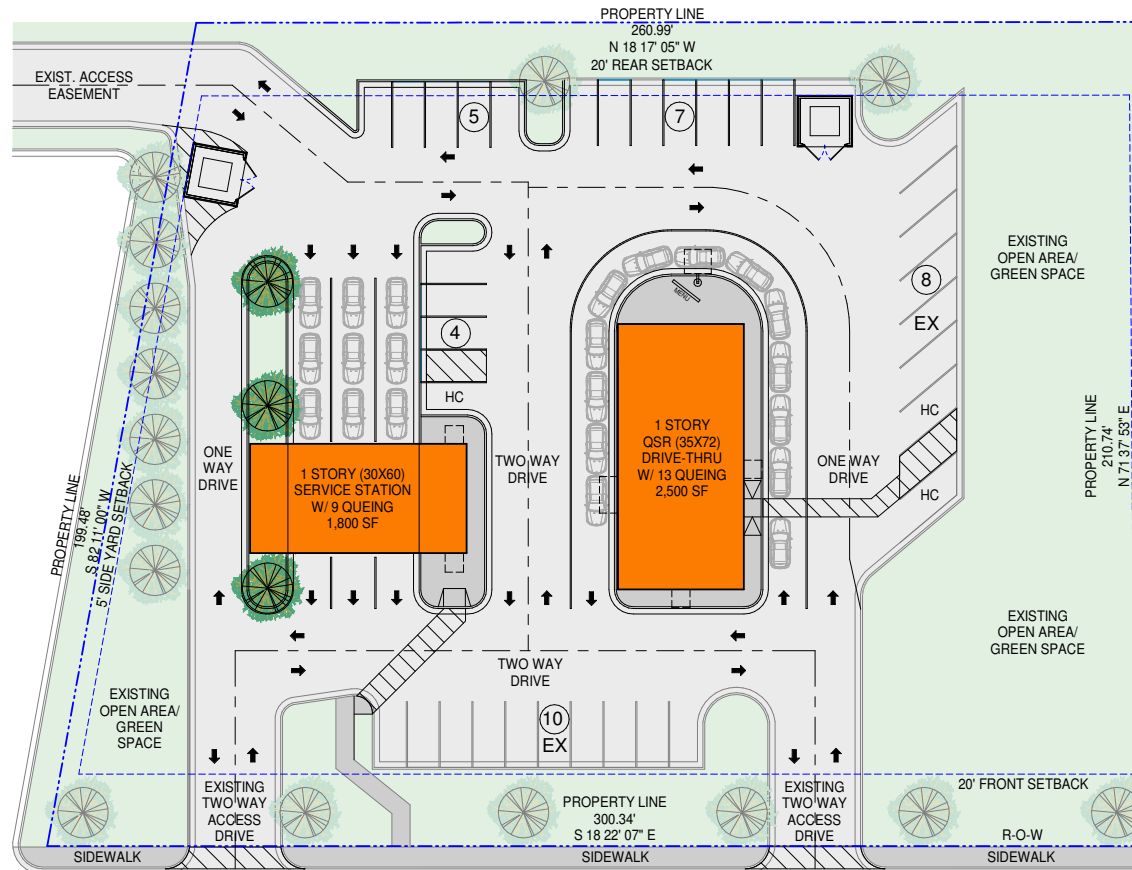 PROPERTY LINE
260.99'
N 18 17' 05" W
20' REAR SETBACK
EXIST. ACCESS
EASEMENT
5
7
EXISTING
OPEN AREA/
GREEN SPACE
8
EX
MENU
4
HC
HC
HC
1 STORY
QSR (35X72)
DRIVE-THRU
W/ 13 QUEING
2,500 SF
ONE
WAY
DRIVE
1 STORY (30X60)
SERVICE STATION
W/ 9 QUEING
1,800 SF
TWO WAY
DRIVE
ONE WAY
DRIVE
PROPERTY LINE
210.74'
N 71 37' 53" E
PROPERTY LINE
199.48'
S 82 11' 00" W
5' SIDE YARD SETBACK
EXISTING
OPEN AREA/
GREEN SPACE
TWO WAY
DRIVE
EXISTING
OPEN AREA/
GREEN
SPACE
10
EX
EXISTING
TWO WAY
ACCESS
DRIVE
PROPERTY LINE
300.34'
S 18 22' 07" E
EXISTING
TWO WAY
ACCESS
DRIVE
20' FRONT SETBACK
R-O-W
SIDEWALK
SIDEWALK
SIDEWALK